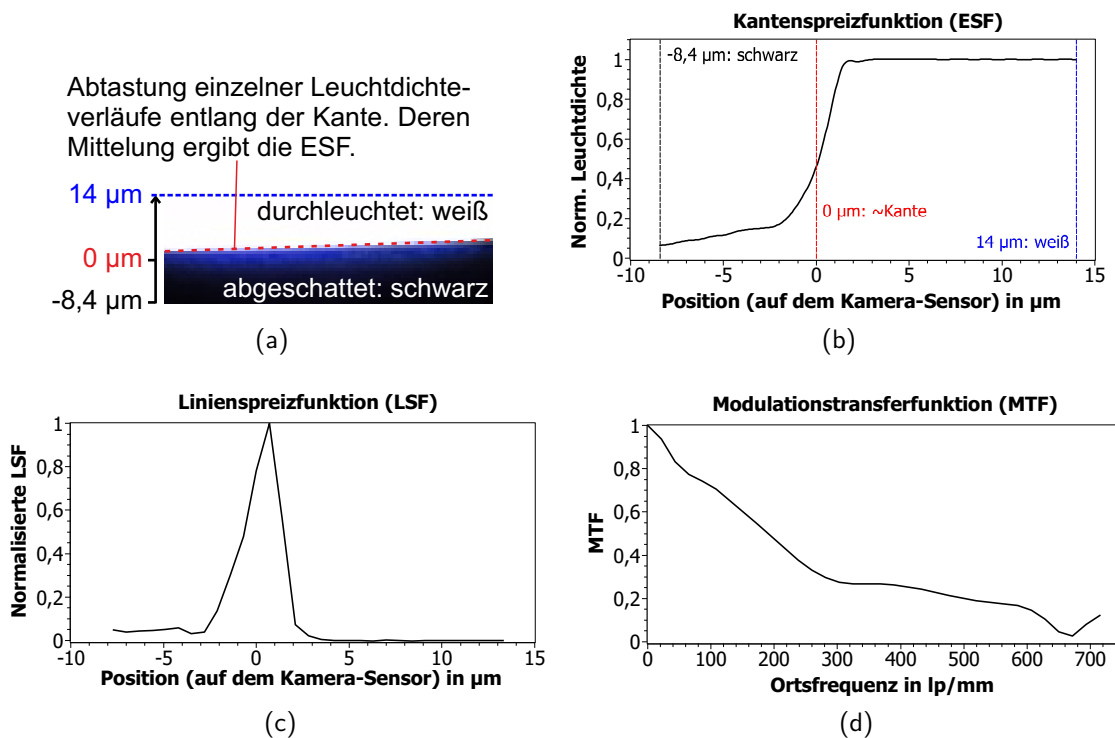 Abtastung einzelner Leuchtdichte-
verläufe entlang der Kante. Deren
Mittelung ergibt die ESF.
14 µm
durchleuchtet: weiß
0 µm
abgeschattet: schwarz
-8,4 µm
(a)
Kantenspreizfunktion (ESF)
Norm. Leuchtdichte
1
0,8
0,6
0,4
0,2
0
-8,4 µm: schwarz
0 µm: ~Kante
14 µm: weiß
-10 -5 0 5 10 15
Position (auf dem Kamera-Sensor) in µm
(b)
Linienspreizfunktion (LSF)
Normalisierte LSF
1
0,8
0,6
0,4
0,2
0
-10 -5 0 5 10 15
Position (auf dem Kamera-Sensor) in µm
(c)
Modulationstransferfunktion (MTF)
MTF
1
0,8
0,6
0,4
0,2
0
0 100 200 300 400 500 600 700
Ortsfrequenz in lp/mm
(d)